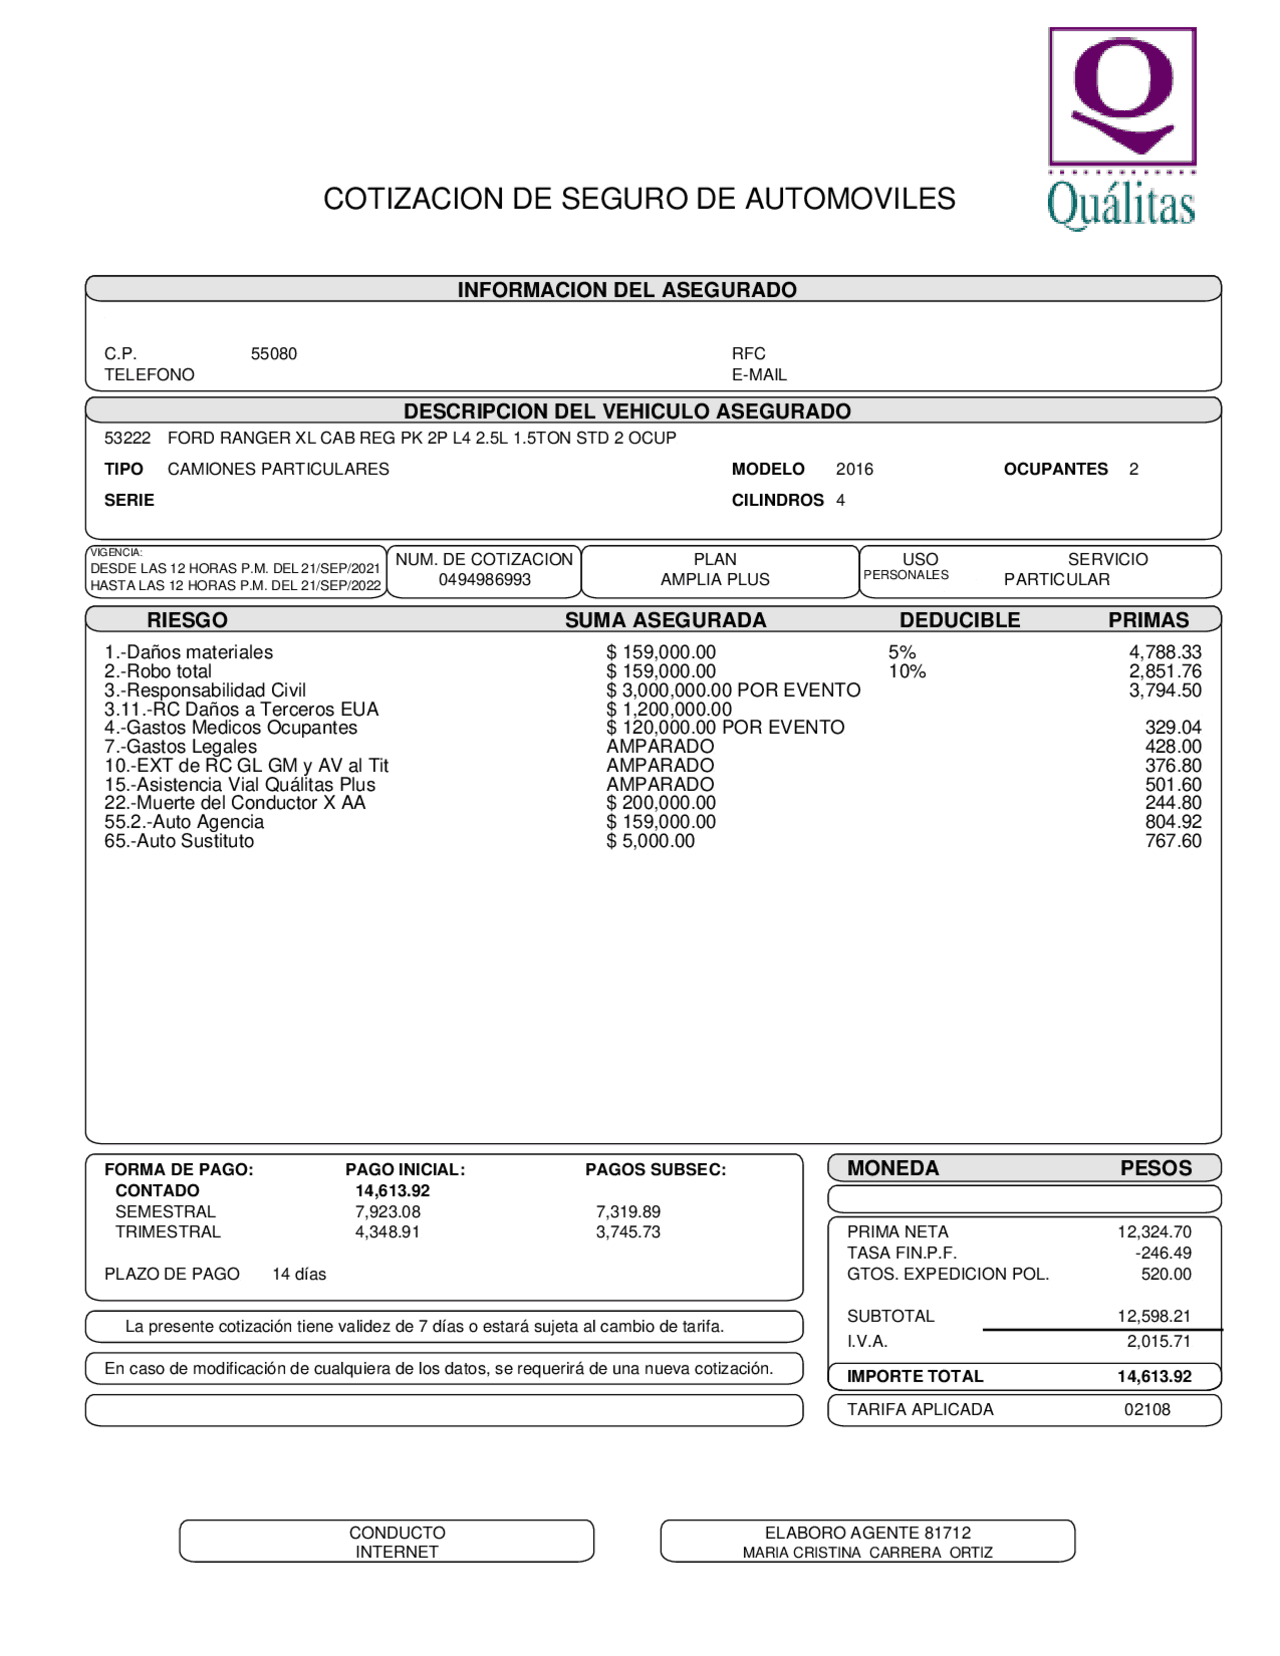 Quálitas
COTIZACION DE SEGURO DE AUTOMOVILES
INFORMACION DEL ASEGURADO
C.P. 55080 RFC
TELEFONO E-MAIL
DESCRIPCION DEL VEHICULO ASEGURADO
53222 FORD RANGER XL CAB REG PK 2P L4 2.5L 1.5TON STD 2 OCUP
TIPO CAMIONES PARTICULARES MODELO 2016 OCUPANTES 2
SERIE CILINDROS 4
VIGENCIA:
DESDE LAS 12 HORAS P.M. DEL 21/SEP/2021
HASTA LAS 12 HORAS P.M. DEL 21/SEP/2022
NUM. DE COTIZACION
0494986993
PLAN
AMPLIA PLUS
USO SERVICIO
PERSONALES PARTICULAR
RIESGO SUMA ASEGURADA DEDUCIBLE PRIMAS
1.-Daños materiales $ 159,000.00 5% 4,788.33
2.-Robo total $ 159,000.00 10% 2,851.76
3.-Responsabilidad Civil $ 3,000,000.00 POR EVENTO 3,794.50
3.11.-RC Daños a Terceros EUA $ 1,200,000.00
4.-Gastos Medicos Ocupantes $ 120,000.00 POR EVENTO 329.04
7.-Gastos Legales AMPARADO 428.00
10.-EXT de RC GL GM y AV al Tit AMPARADO 376.80
15.-Asistencia Vial Quálitas Plus AMPARADO 501.60
22.-Muerte del Conductor X AA $ 200,000.00 244.80
55.2.-Auto Agencia $ 159,000.00 804.92
65.-Auto Sustituto $ 5,000.00 767.60
FORMA DE PAGO: PAGO INICIAL: PAGOS SUBSEC:
CONTADO 14,613.92
SEMESTRAL 7,923.08 7,319.89
TRIMESTRAL 4,348.91 3,745.73
PLAZO DE PAGO 14 días
La presente cotización tiene validez de 7 días o estará sujeta al cambio de tarifa.
En caso de modificación de cualquiera de los datos, se requerirá de una nueva cotización.
MONEDA PESOS
PRIMA NETA 12,324.70
TASA FIN.P.F. -246.49
GTOS. EXPEDICION POL. 520.00
SUBTOTAL 12,598.21
I.V.A. 2,015.71
IMPORTE TOTAL 14,613.92
TARIFA APLICADA 02108
CONDUCTO
INTERNET
ELABORO AGENTE 81712
MARIA CRISTINA CARRERA ORTIZ